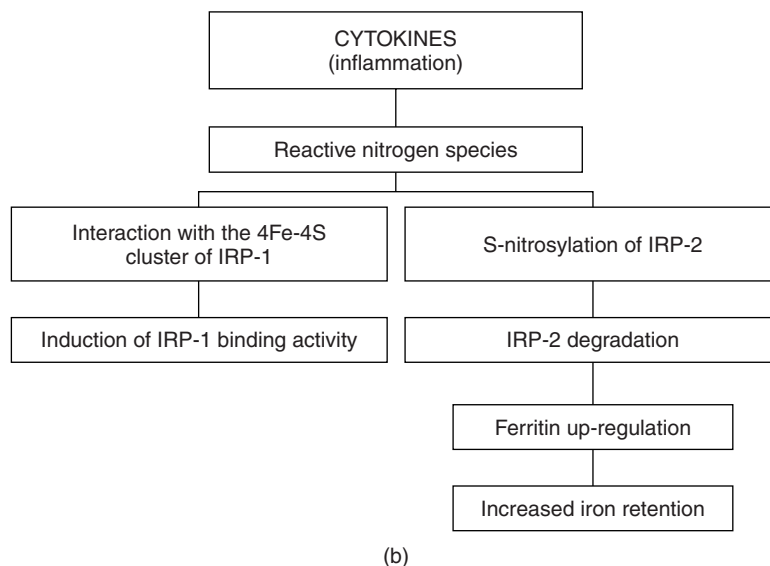 CYTOKINES
(inflammation)
Reactive nitrogen species
Interaction with the 4Fe-4S
cluster of IRP-1
S-nitrosylation of IRP-2
Induction of IRP-1 binding activity
IRP-2 degradation
Ferritin up-regulation
Increased iron retention
(b)